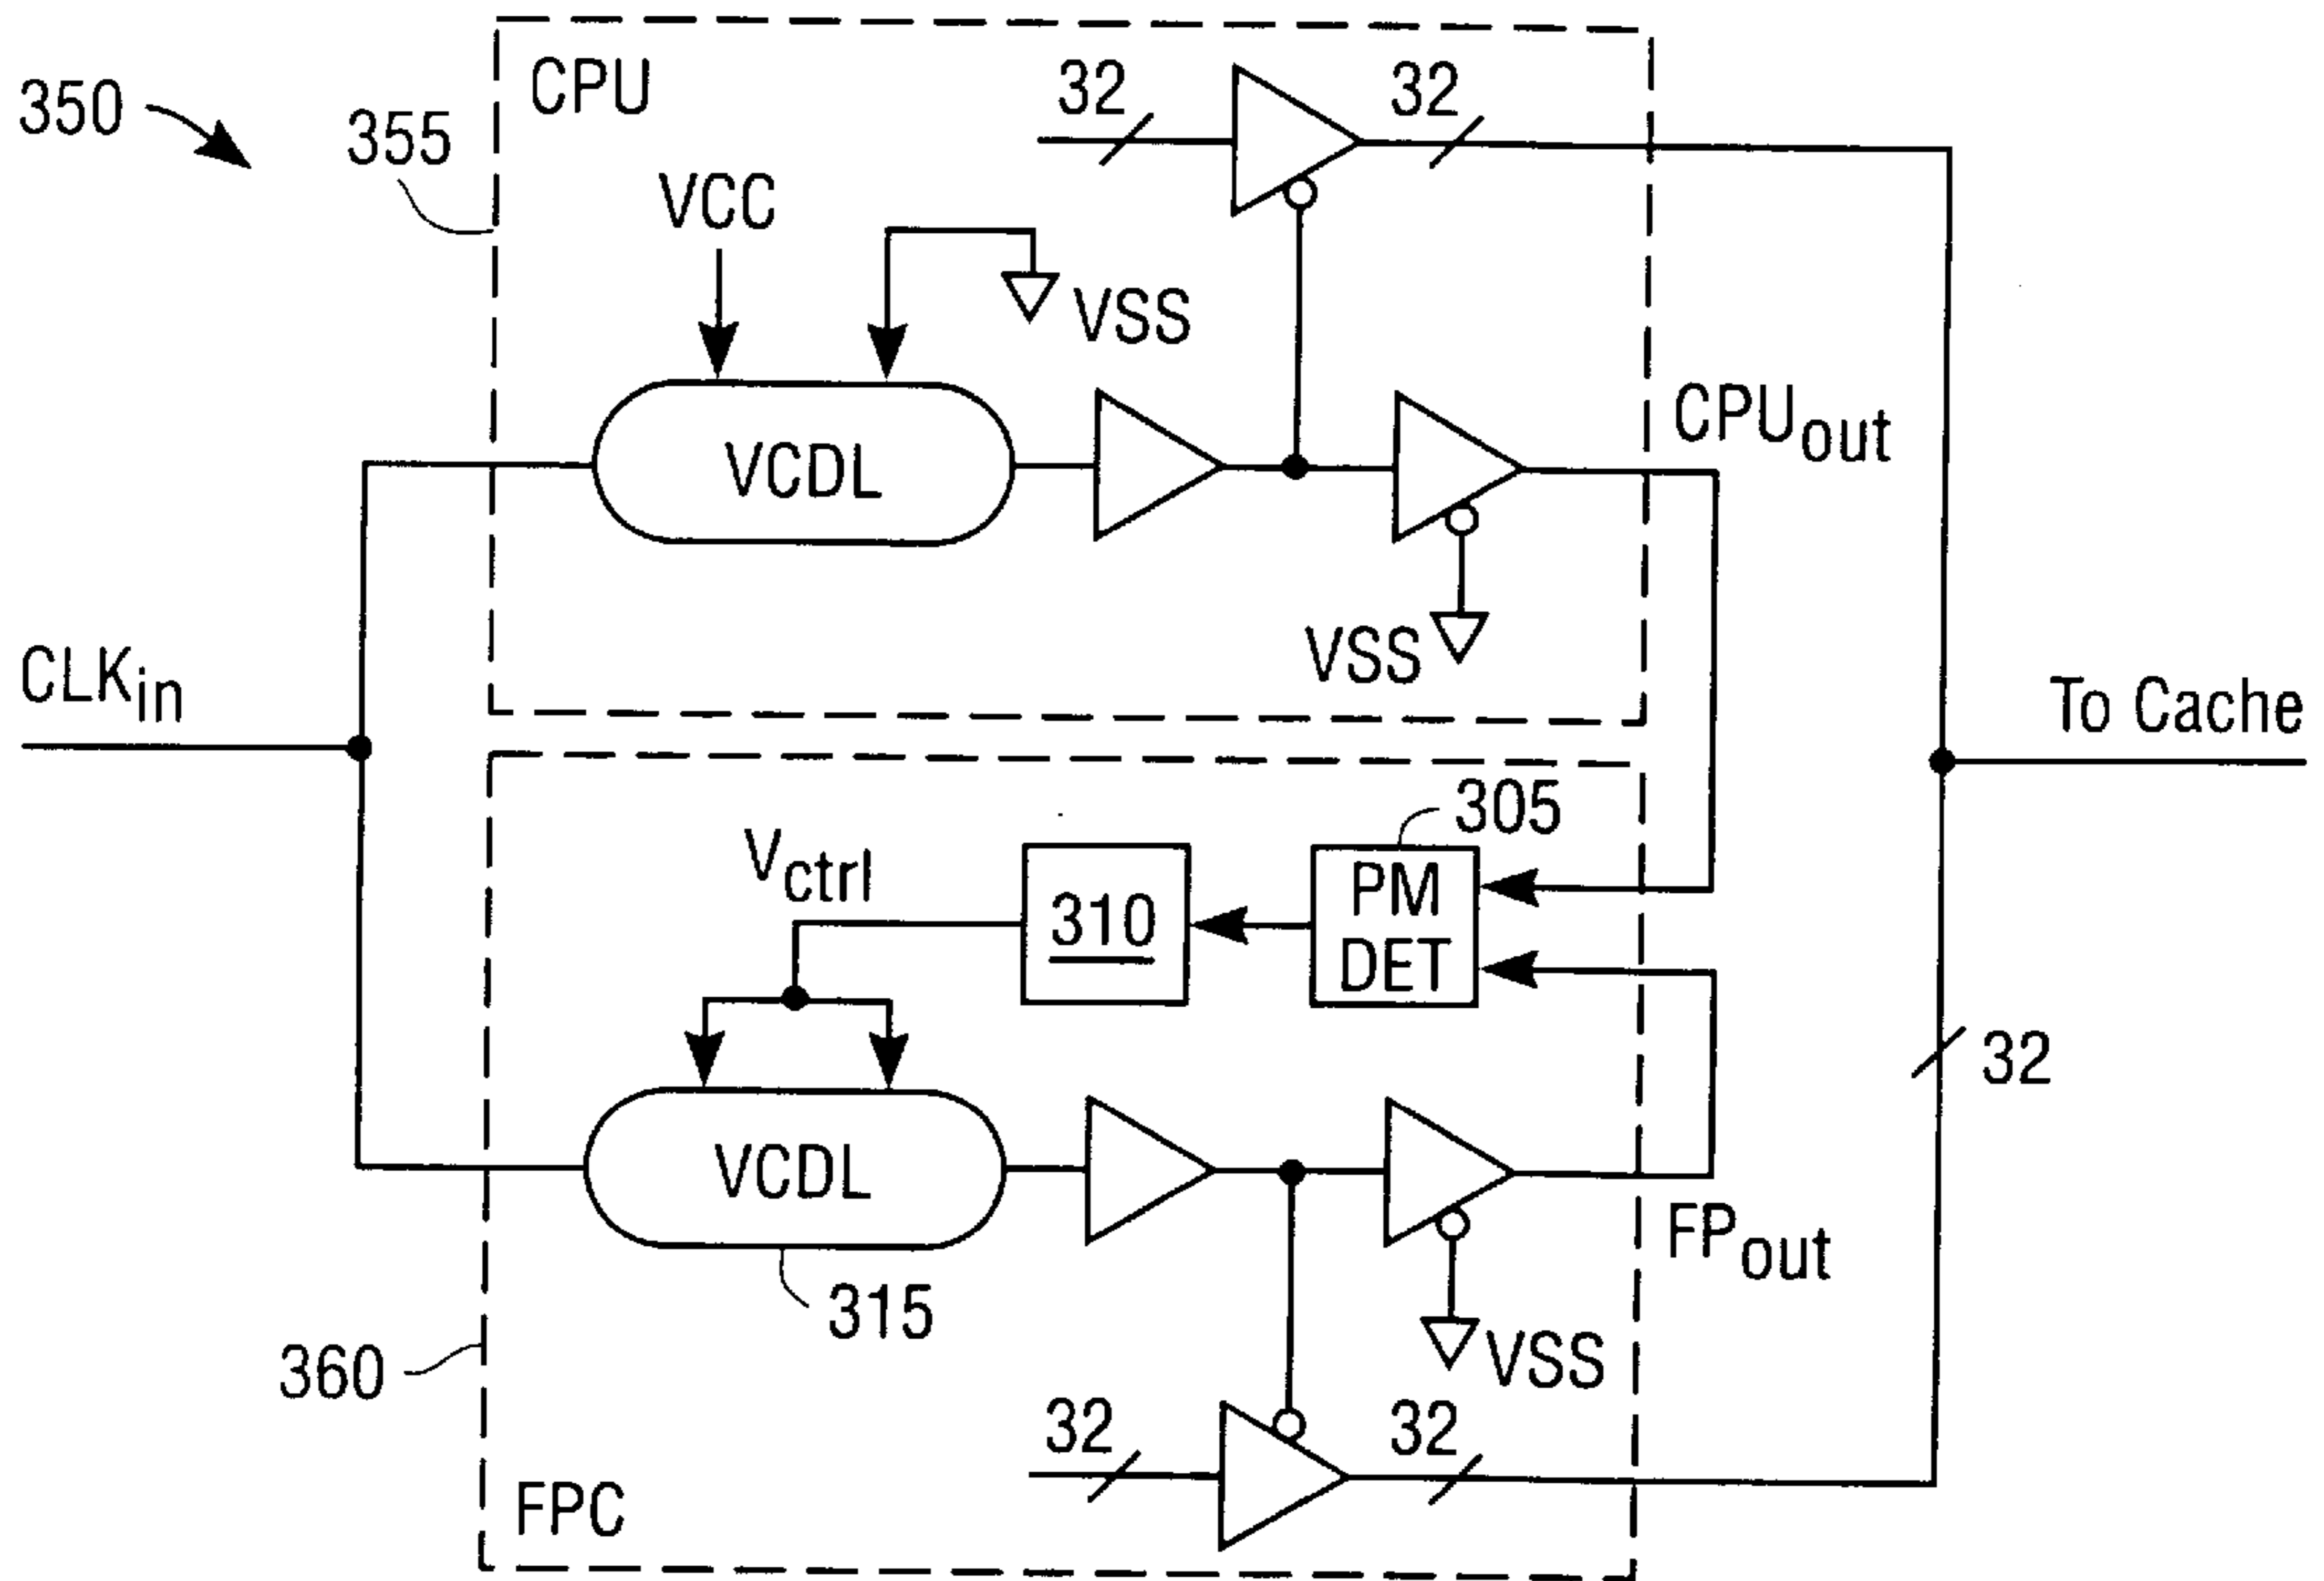 350
355
CPU
32
32
VCC
VSS
VCDL
CPUout
VSS
CLKin
To Cache
305
Vctrl
310
PM
DET
32
VCDL
315
FPout
360
VSS
32
32
FPC